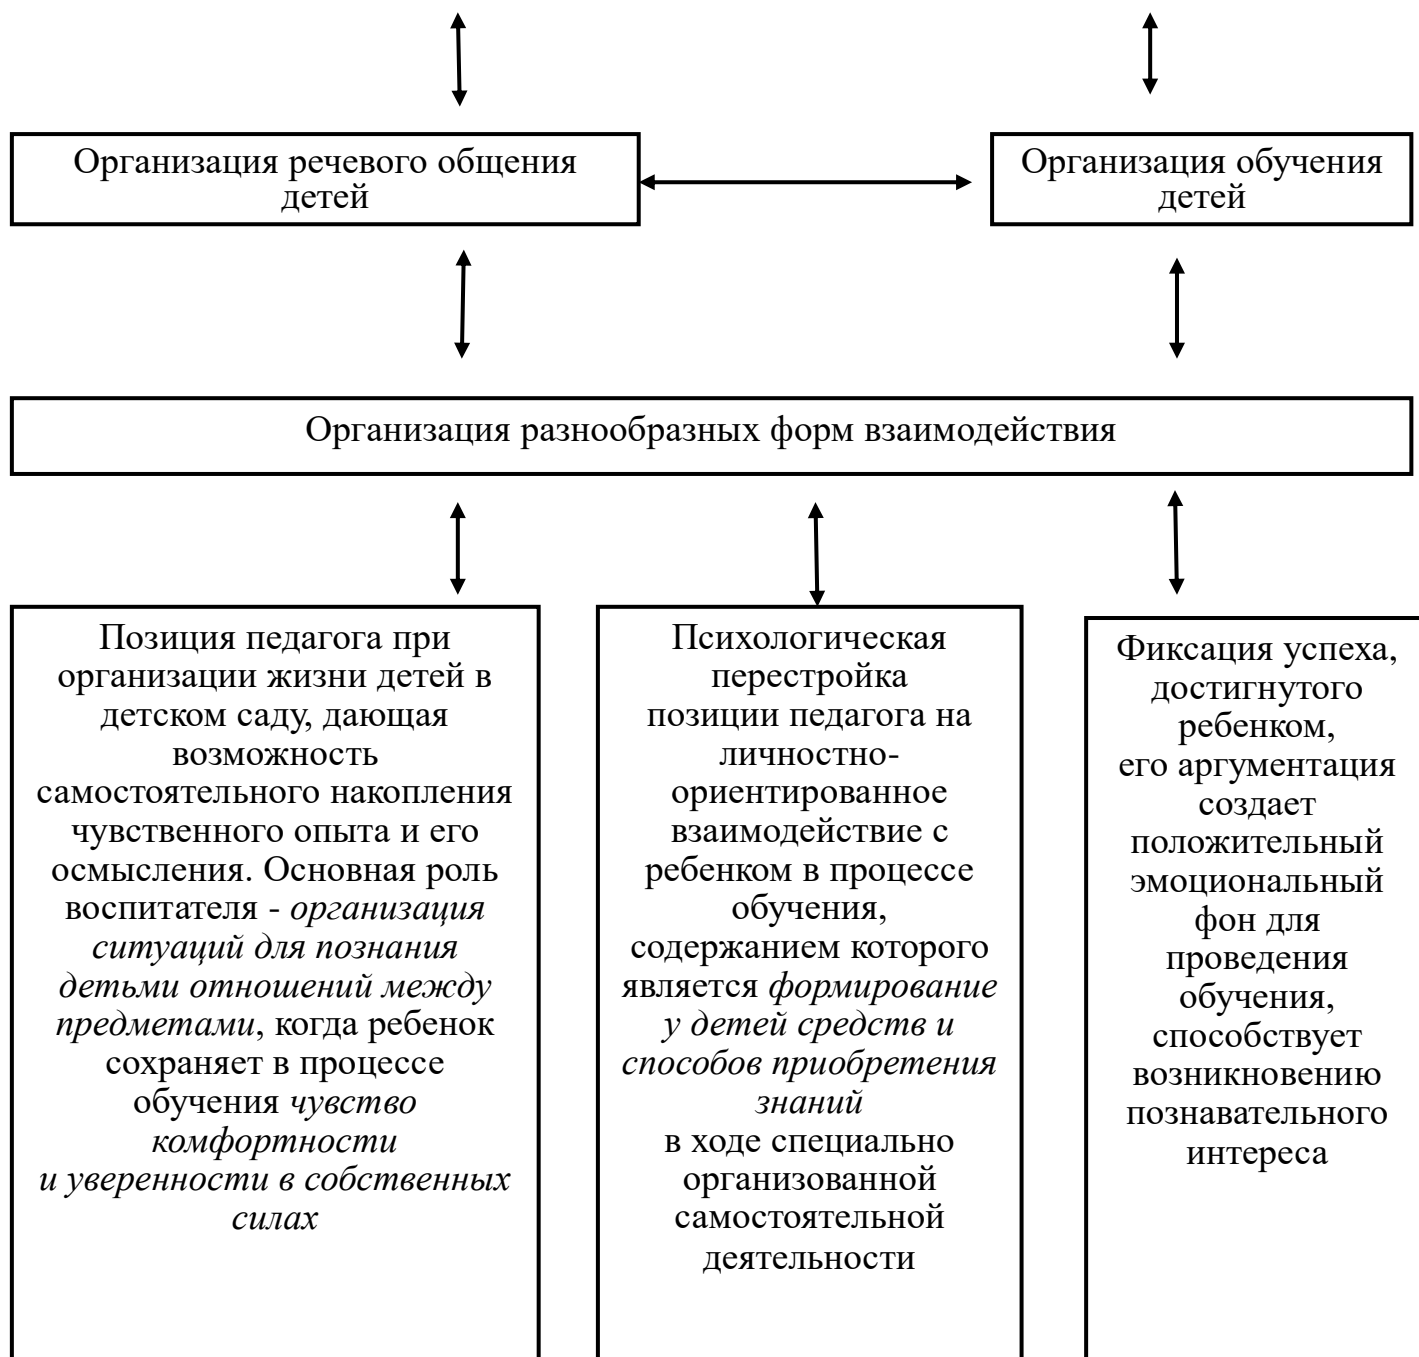 Организация речевого общения
детей
Организация обучения
детей
Организация разнообразных форм взаимодействия
Позиция педагога при
организации жизни детей в
детском саду, дающая
возможность
самостоятельного накопления
чувственного опыта и его
осмысления. Основная роль
воспитателя - организация
ситуаций для познания
детьми отношений между
предметами, когда ребенок
сохраняет в процессе
обучения чувство
комфортности
и уверенности в собственных
силах
Психологическая
перестройка
позиции педагога на
личностно-
ориентированное
взаимодействие с
ребенком в процессе
обучения,
содержанием которого
является формирование
у детей средств и
способов приобретения
знаний
в ходе специально
организованной
самостоятельной
деятельности
Фиксация успеха,
достигнутого
ребенком,
его аргументация
создает
положительный
эмоциональный
фон для
проведения
обучения,
способствует
возникновению
познавательного
интереса